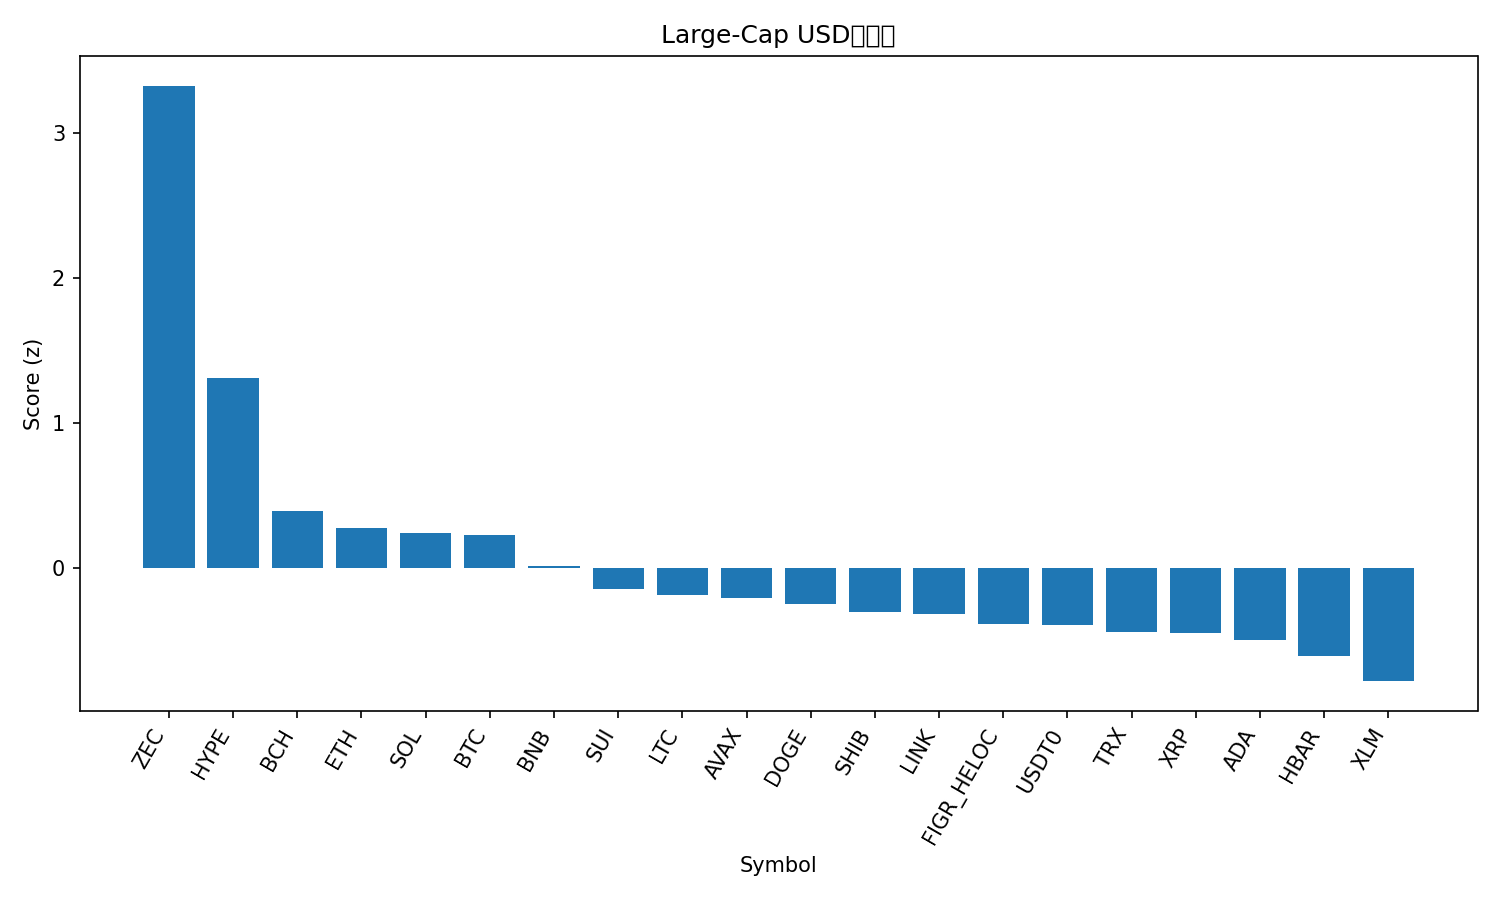 Large-Cap USD
Score (z)
3
2
1
0
ZEC
HYPE
BCH
ETH
SOL
BTC
BNB
SUI
LTC
AVAX
DOGE
SHIB
LINK
FIGR_HELOC
USDT0
TRX
XRP
ADA
HBAR
XLM
Symbol